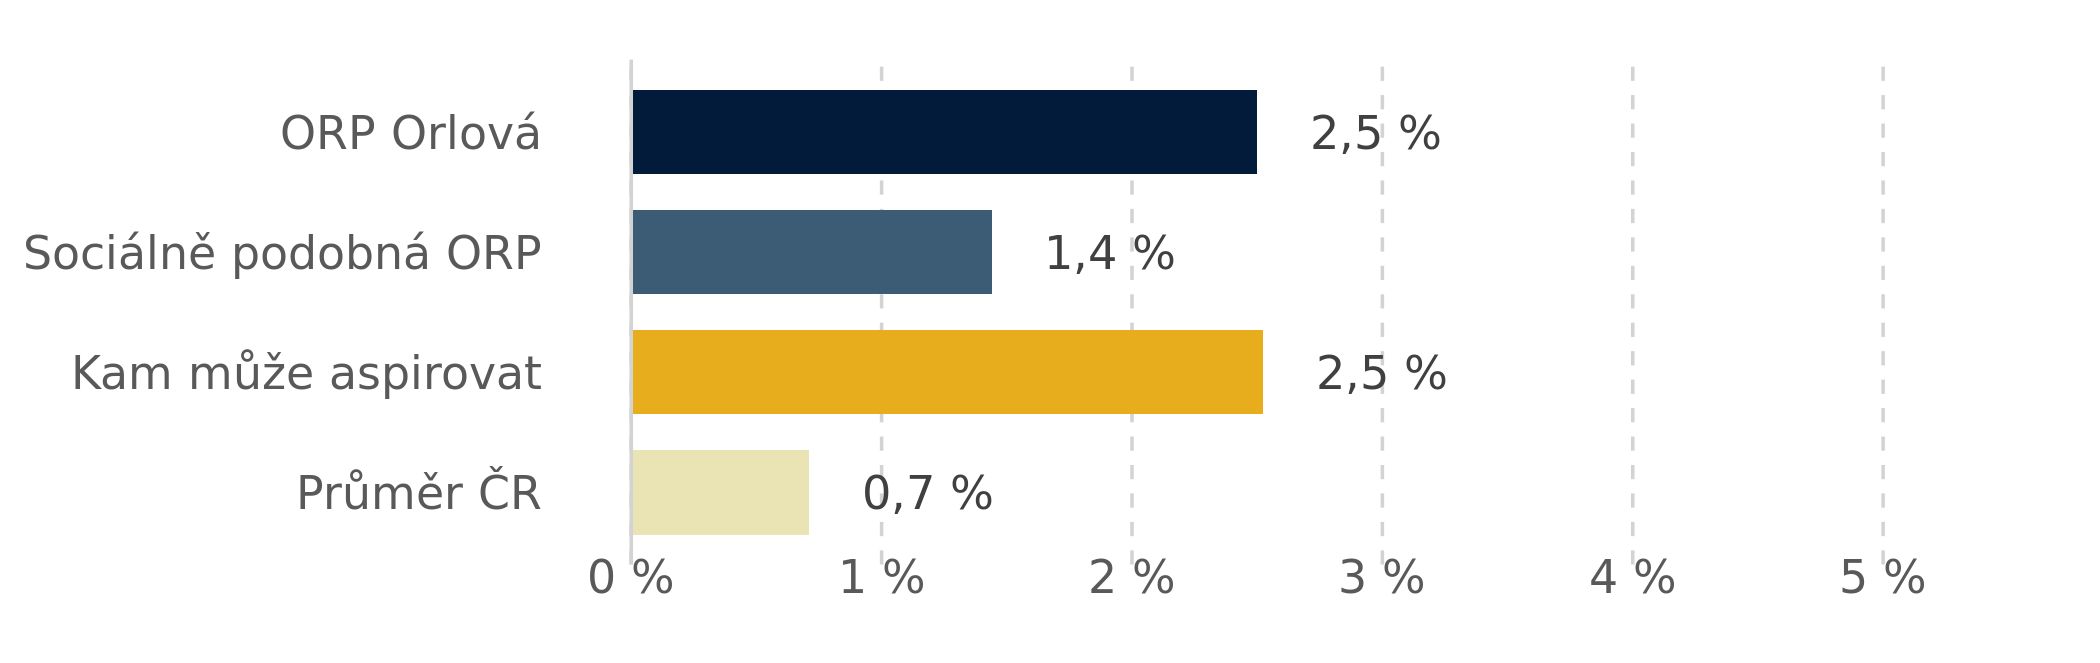 ORP Orlová
2,5 %
Sociálně podobná ORP
1,4 %
Kam může aspirovat
2,5 %
Průměr ČR
0,7 %
0 %
1 %
2 %
3 %
4 %
5 %